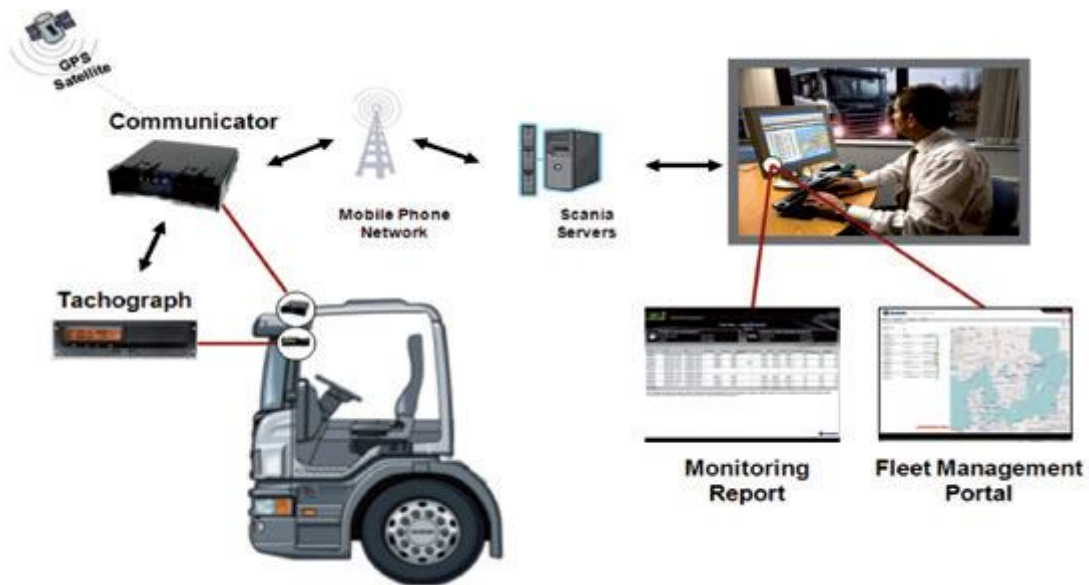 GPS
Satellite
Communicator
Mobile Phone
Network
Scania
Servers
Tachograph
Monitoring
Report
Fleet Management
Portal